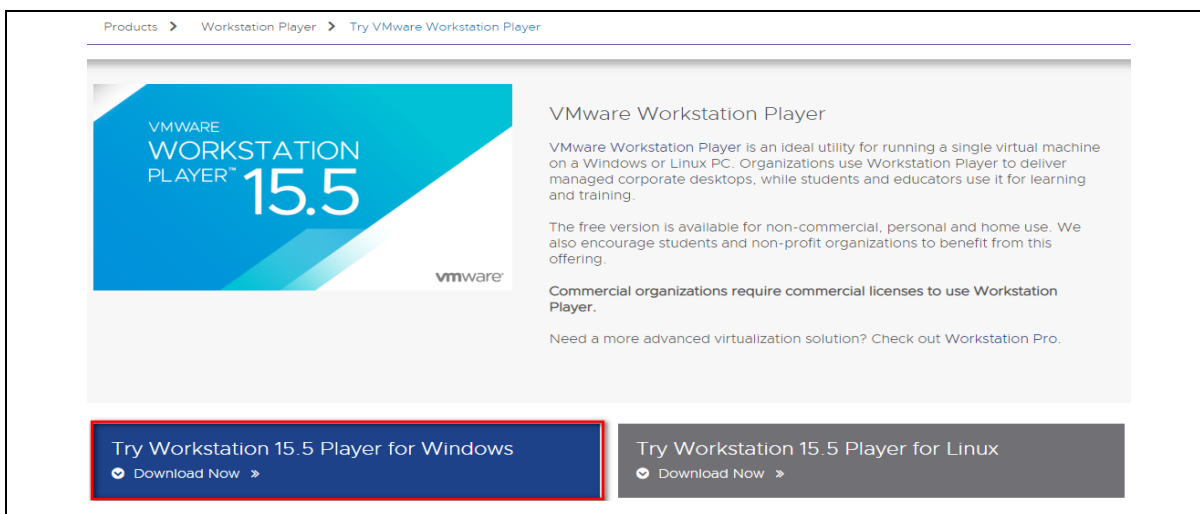 Products > Workstation Player > Try VMware Workstation Player
VMWARE
WORKSTATION
PLAYER™ 15.5
vmware®
VMware Workstation Player
VMware Workstation Player is an ideal utility for running a single virtual machine
on a Windows or Linux PC. Organizations use Workstation Player to deliver
managed corporate desktops, while students and educators use it for learning
and training.
The free version is available for non-commercial, personal and home use. We
also encourage students and non-profit organizations to benefit from this
offering.
Commercial organizations require commercial licenses to use Workstation
Player.
Need a more advanced virtualization solution? Check out Workstation Pro.
Try Workstation 15.5 Player for Windows
Download Now »
Try Workstation 15.5 Player for Linux
Download Now »